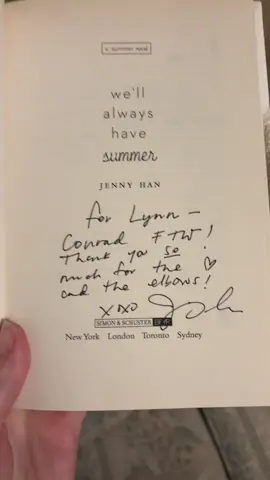 a summer novel
we'll
always
have
summer
JENNY HAN
for Lynn —
Conrad FTW!
Thank you so
much for the ♡
and the elbows!
xoxo
SIMON & SCHUSTER
New York London Toronto Sydney